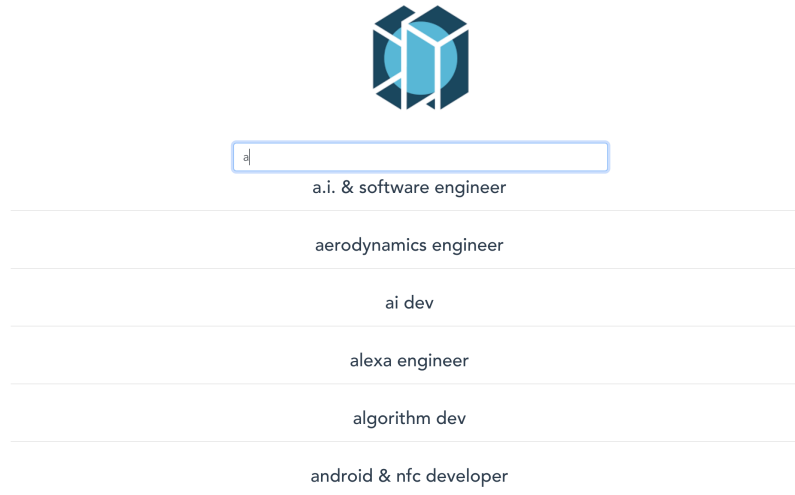 a
a.i. & software engineer
aerodynamics engineer
ai dev
alexa engineer
algorithm dev
android & nfc developer